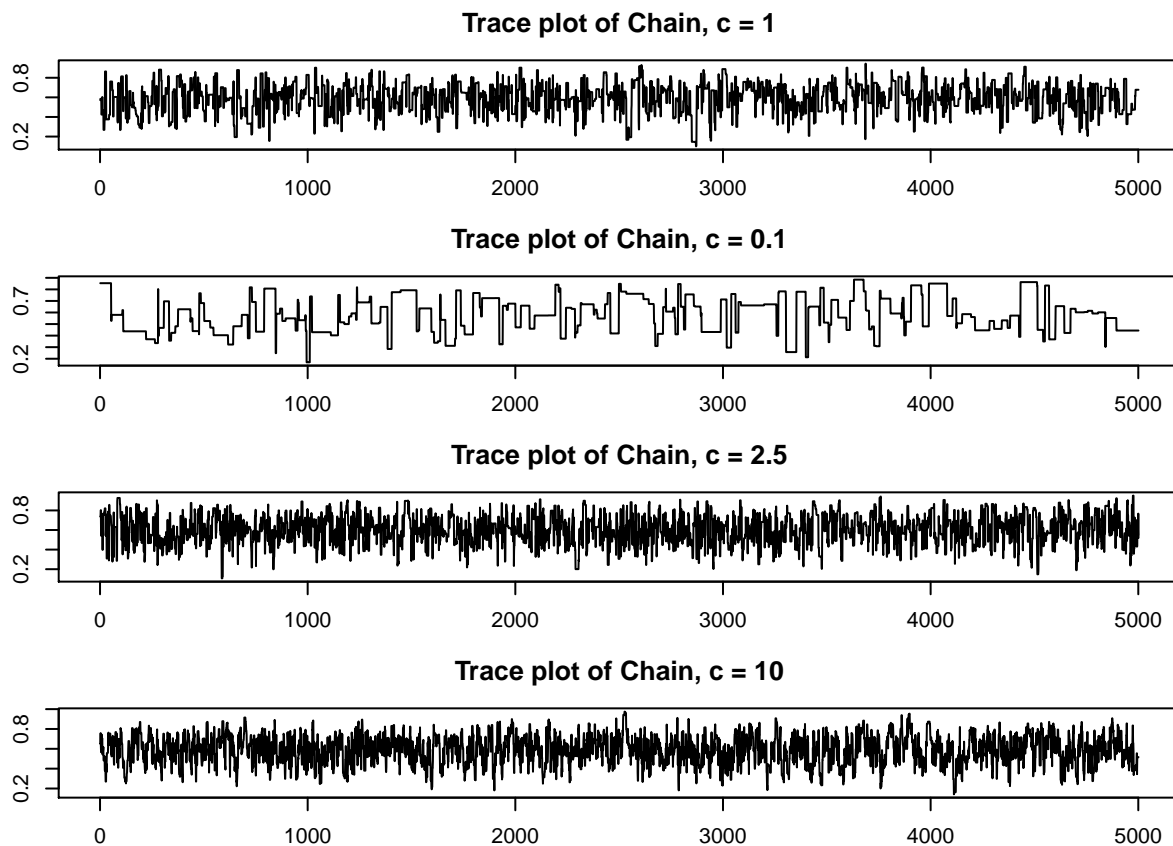 Trace plot of Chain, c = 1
0.8
0.2
0 1000 2000 3000 4000 5000
Trace plot of Chain, c = 0.1
0.7
0.2
0 1000 2000 3000 4000 5000
Trace plot of Chain, c = 2.5
0.8
0.2
0 1000 2000 3000 4000 5000
Trace plot of Chain, c = 10
0.8
0.2
0 1000 2000 3000 4000 5000